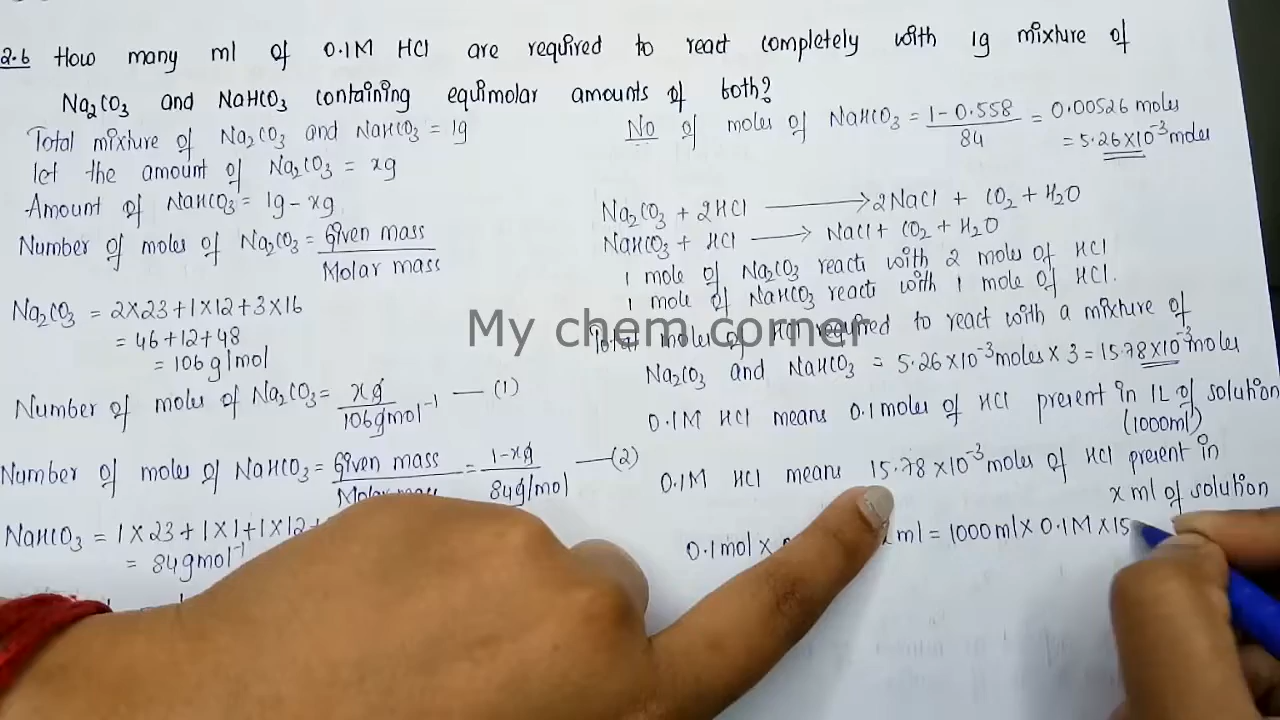 2.6 How many ml of 0.1M HCl are required to react completely with 1g mixture of
Na₂CO₃ and NaHCO₃ containing equimolar amounts of both?
Total mixture of Na₂CO₃ and NaHCO₃ = 1g
let the amount of Na₂CO₃ = xg
Amount of NaHCO₃ = 1g - xg
Number of moles of Na₂CO₃ = Given mass / Molar mass
Na₂CO₃ = 2×23+1×12+3×16
= 46+12+48
= 106 g/mol
Number of moles of Na₂CO₃ = xg / 106gmol⁻¹ — (1)
Number of moles of NaHCO₃ = Given mass / Molar mass = 1-xg / 84g/mol — (2)
NaHCO₃ = 1×23+1×1+1×12+
= 84gmol⁻¹
No of moles of NaHCO₃ = 1-0.558 / 84 = 0.00526 moles
= 5.26×10⁻³ moles
Na₂CO₃ + 2HCl → 2NaCl + CO₂ + H₂O
NaHCO₃ + HCl → NaCl + CO₂ + H₂O
1 mole of Na₂CO₃ reacts with 2 moles of HCl
1 mole of NaHCO₃ reacts with 1 mole of HCl.
Total moles of HCl required to react with a mixture of
Na₂CO₃ and NaHCO₃ = 5.26×10⁻³ moles × 3 = 15.78×10⁻³ moles
0.1M HCl means 0.1moles of HCl present in 1L of solution
(1000ml)
0.1M HCl means 15.78×10⁻³ moles of HCl present in
x ml of solution
0.1mol × ml = 1000ml × 0.1M × 15
My chem corner